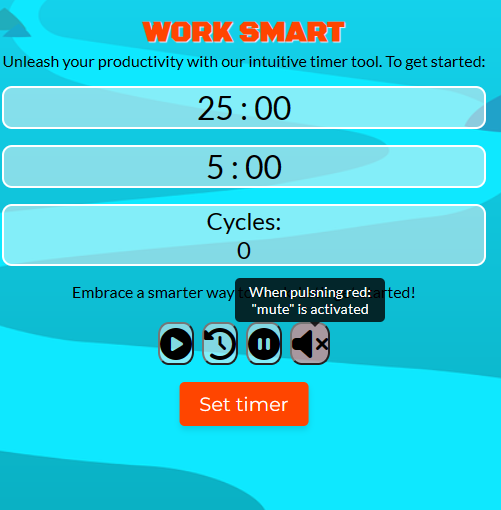 WORK SMART
Unleash your productivity with our intuitive timer tool. To get started:
25 : 00
5 : 00
Cycles:
0
Embrace a smarter way to arted!
When pulsning red:
"mute" is activated
Set timer